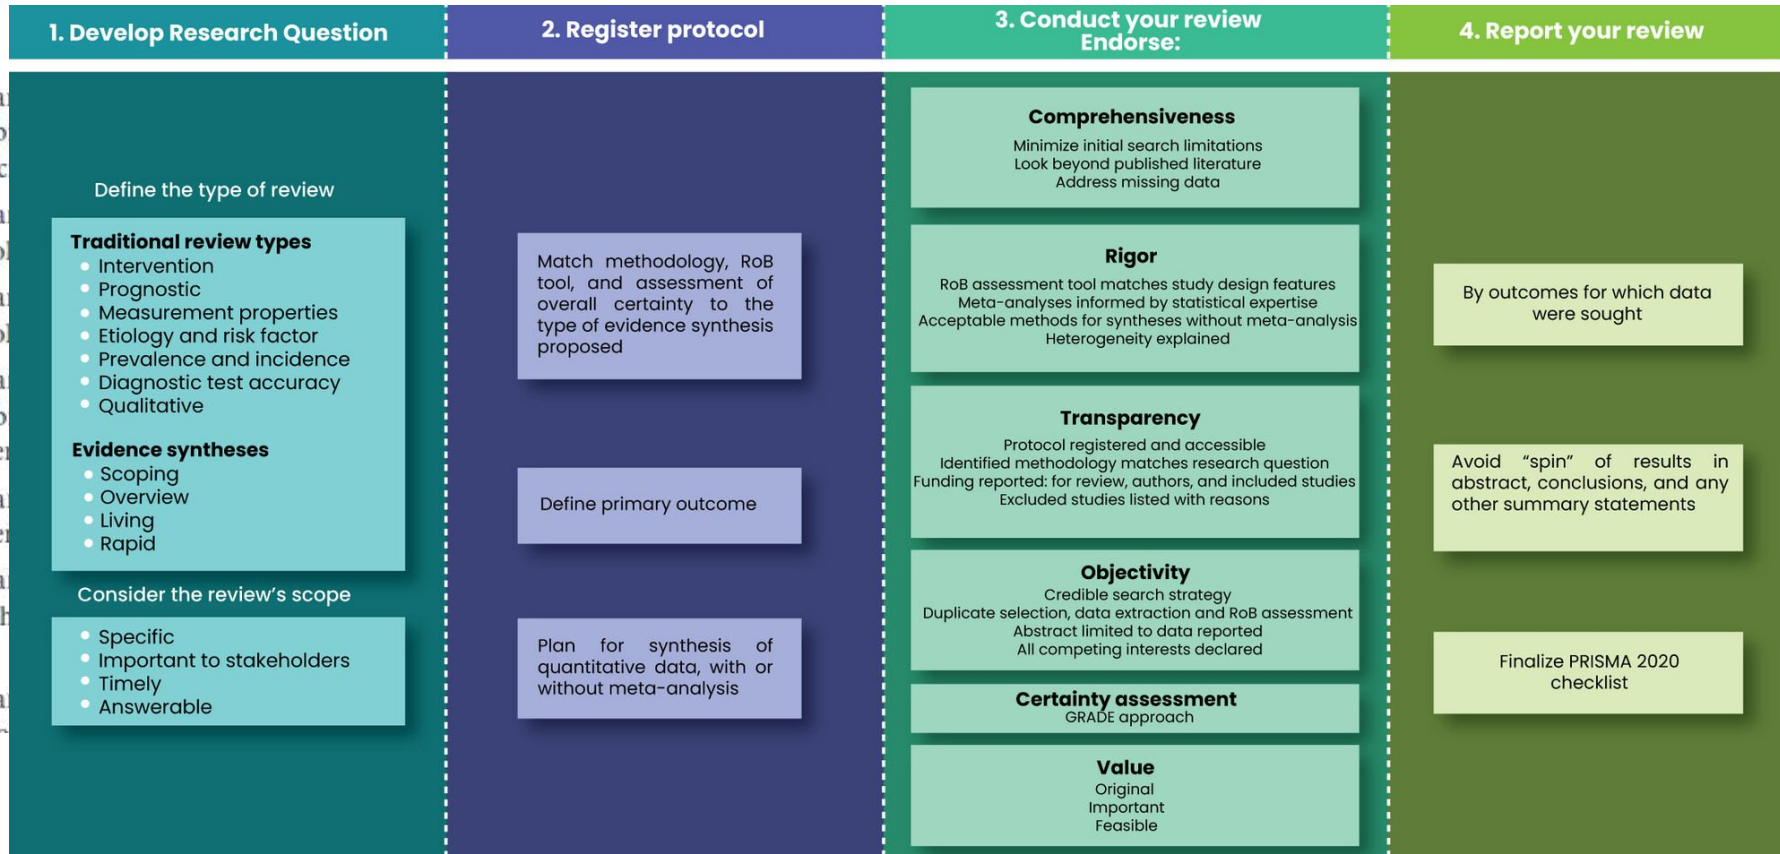 1. Develop Research Question
Define the type of review
Traditional review types
Intervention
Prognostic
Measurement properties
Etiology and risk factor
Prevalence and incidence
Diagnostic test accuracy
Qualitative
Evidence syntheses
Scoping
Overview
Living
Rapid
Consider the review's scope
Specific
Important to stakeholders
Timely
Answerable
2. Register protocol
Match methodology, RoB
tool, and assessment of
overall certainty to the
type of evidence synthesis
proposed
Define primary outcome
Plan for synthesis of
quantitative data, with or
without meta-analysis
3. Conduct your review
Endorse:
Comprehensiveness
Minimize initial search limitations
Look beyond published literature
Address missing data
Rigor
RoB assessment tool matches study design features
Meta-analyses informed by statistical expertise
Acceptable methods for syntheses without meta-analysis
Heterogeneity explained
Transparency
Protocol registered and accessible
Identified methodology matches research question
Funding reported: for review, authors, and included studies
Excluded studies listed with reasons
Objectivity
Credible search strategy
Duplicate selection, data extraction and RoB assessment
Abstract limited to data reported
All competing interests declared
Certainty assessment
GRADE approach
Value
Original
Important
Feasible
4. Report your review
By outcomes for which data
were sought
Avoid "spin" of results in
abstract, conclusions, and any
other summary statements
Finalize PRISMA 2020
checklist